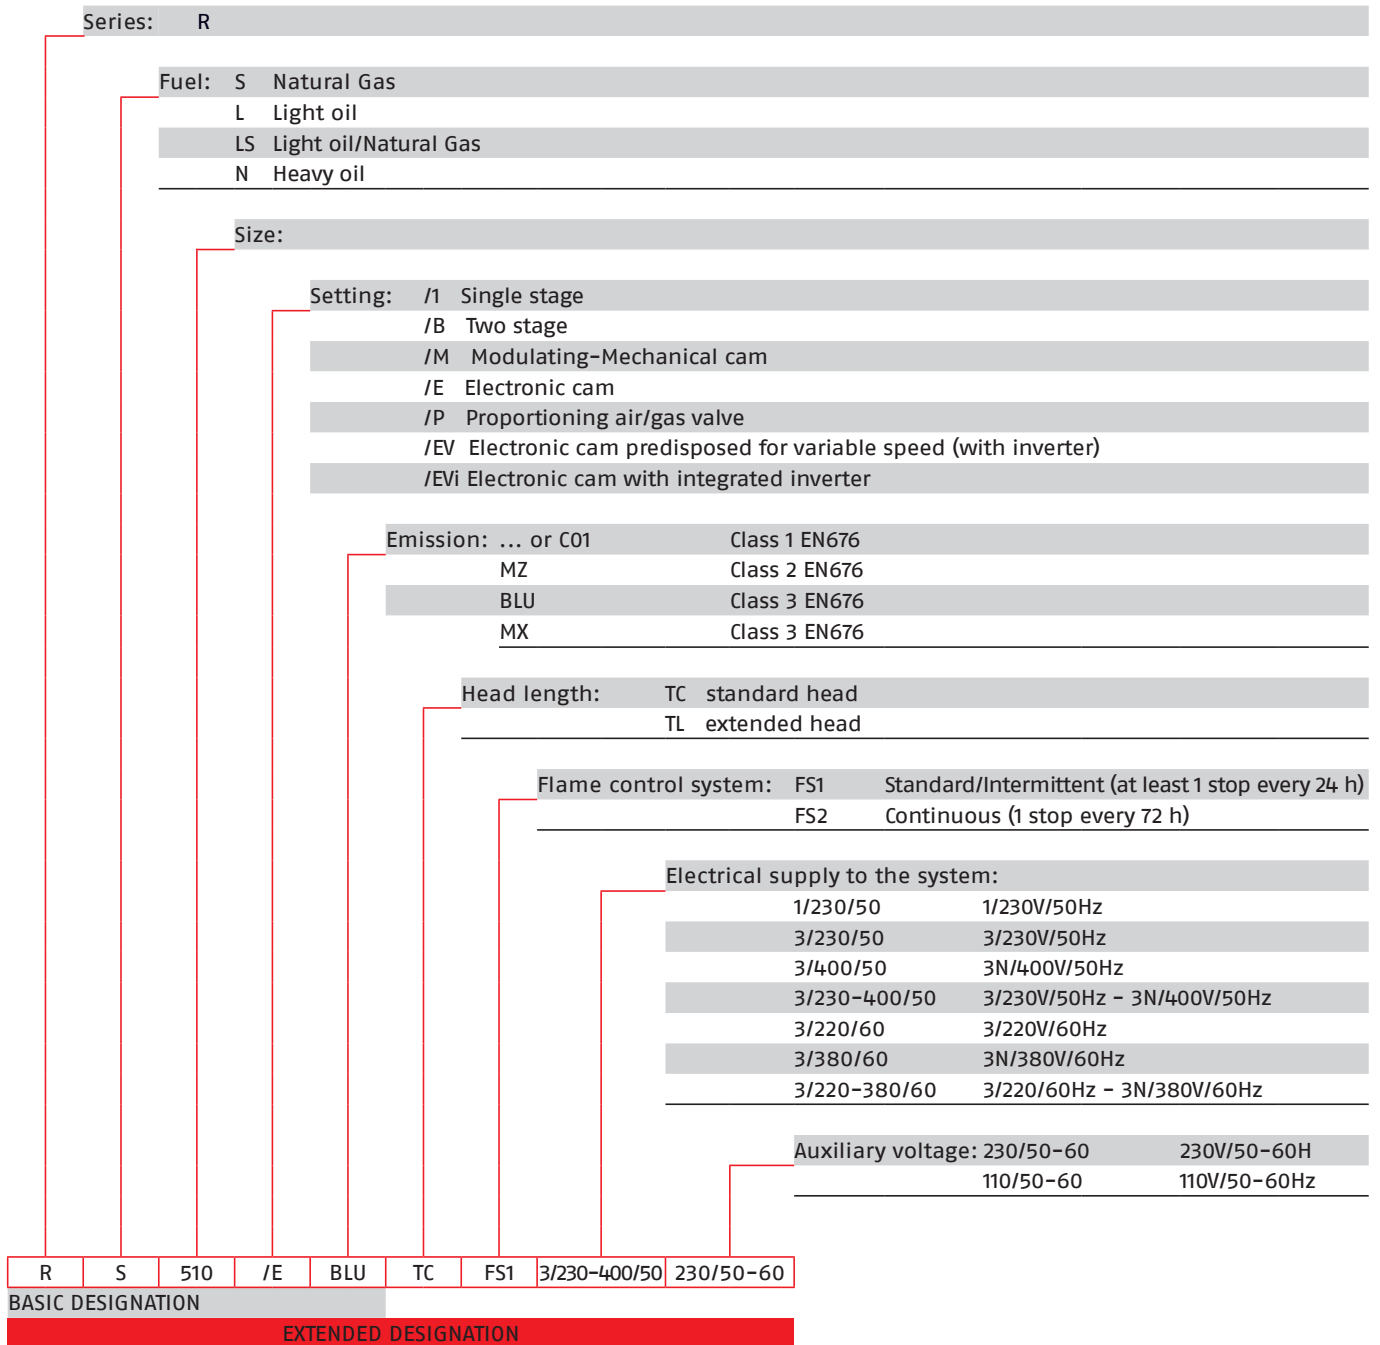 Series: R
Fuel: S Natural Gas
L Light oil
LS Light oil/Natural Gas
N Heavy oil
Size:
Setting: /1 Single stage
/B Two stage
/M Modulating-Mechanical cam
/E Electronic cam
/P Proportioning air/gas valve
/EV Electronic cam predisposed for variable speed (with inverter)
/EVi Electronic cam with integrated inverter
Emission: ... or C01 Class 1 EN676
MZ Class 2 EN676
BLU Class 3 EN676
MX Class 3 EN676
Head length: TC standard head
TL extended head
Flame control system: FS1 Standard/Intermittent (at least 1 stop every 24 h)
FS2 Continuous (1 stop every 72 h)
Electrical supply to the system:
1/230/50 1/230V/50Hz
3/230/50 3/230V/50Hz
3/400/50 3N/400V/50Hz
3/230-400/50 3/230V/50Hz - 3N/400V/50Hz
3/220/60 3/220V/60Hz
3/380/60 3N/380V/60Hz
3/220-380/60 3/220/60Hz - 3N/380V/60Hz
Auxiliary voltage: 230/50-60 230V/50-60H
110/50-60 110V/50-60Hz
R S 510 /E BLU TC FS1 3/230-400/50 230/50-60
BASIC DESIGNATION
EXTENDED DESIGNATION